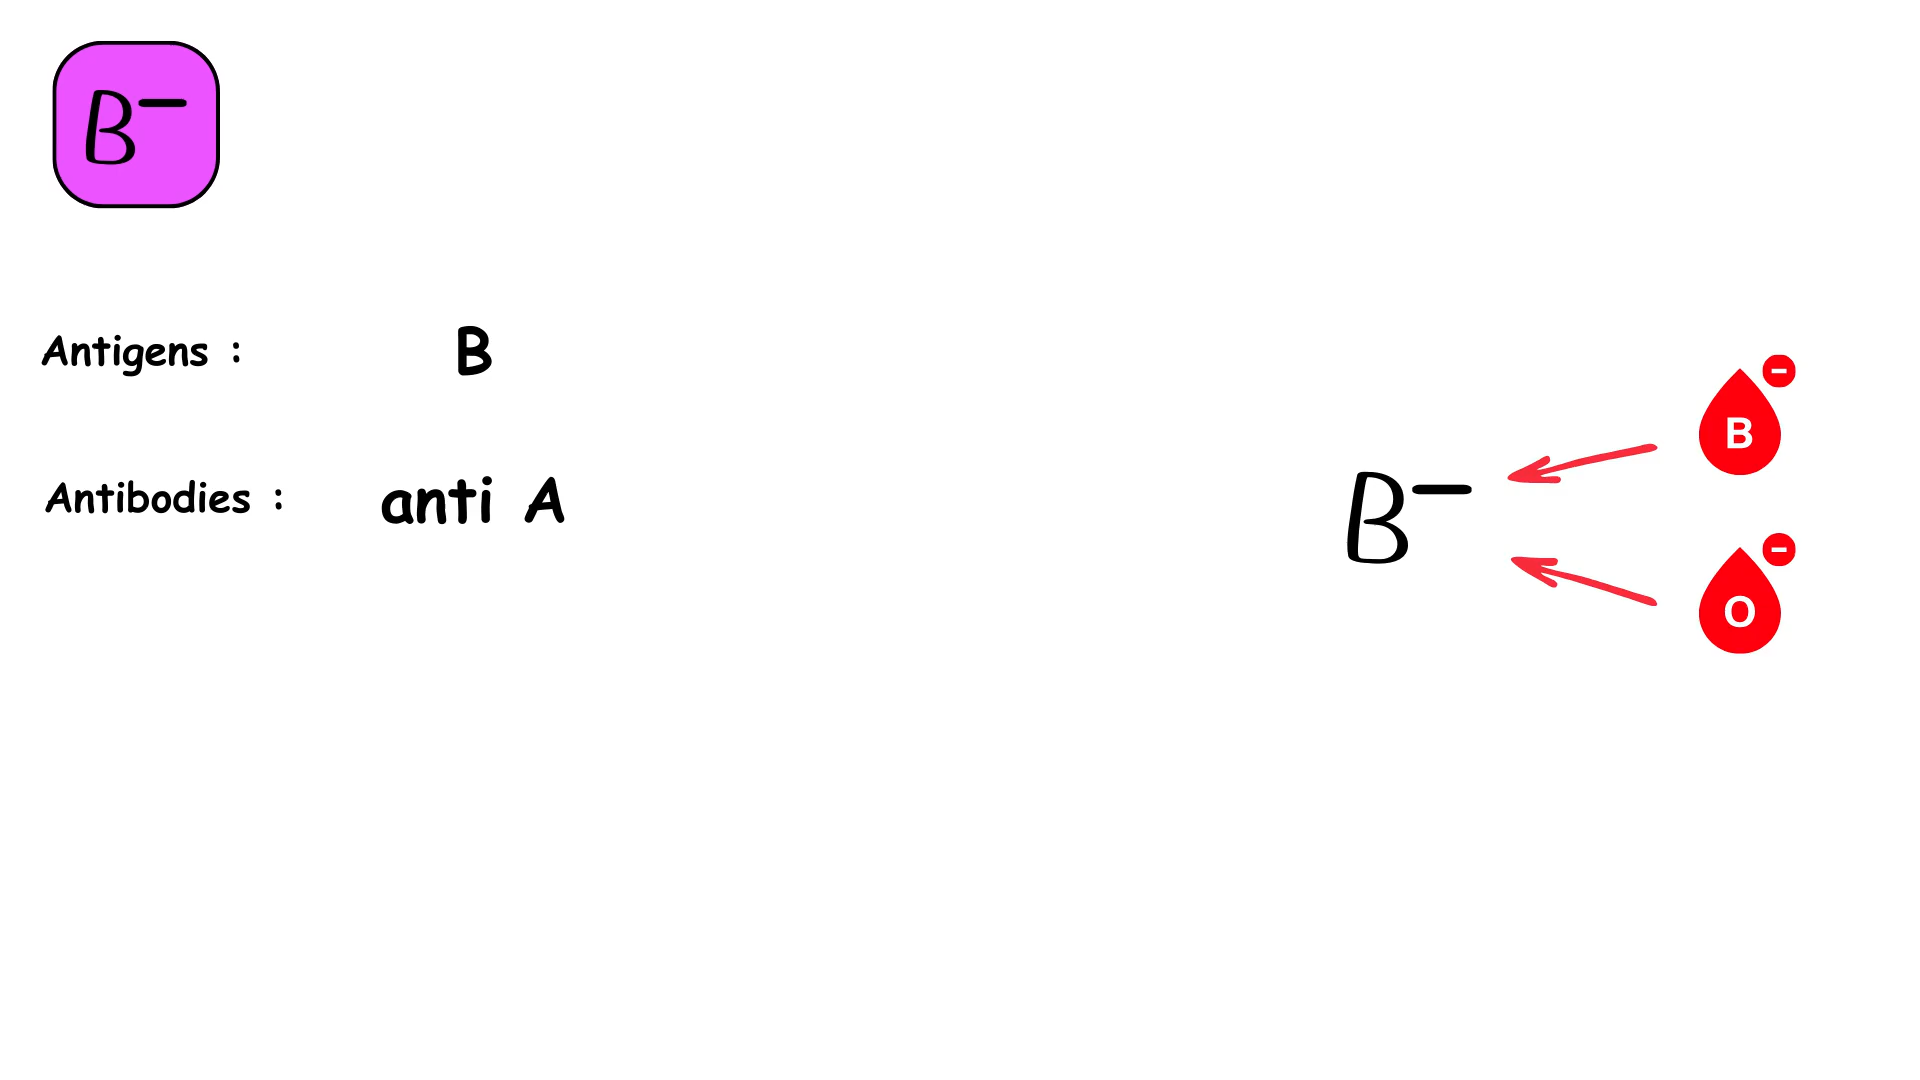 B−
Antigens : B
Antibodies : anti A
B−
B −
O −